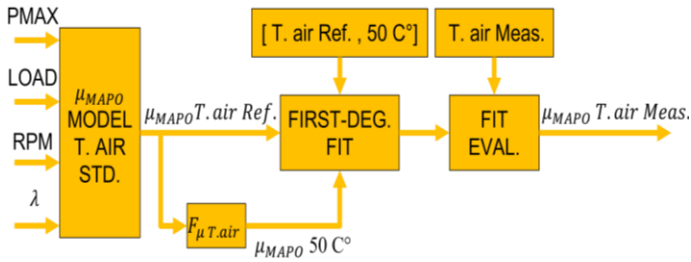 PMAX
LOAD
RPM
λ
μMAPO
MODEL
T. AIR
STD.
μMAPO T. air Ref.
Fμ T.air
[ T. air Ref. , 50 C°]
FIRST-DEG.
FIT
μMAPO 50 C°
T. air Meas.
FIT
EVAL.
μMAPO T. air Meas.